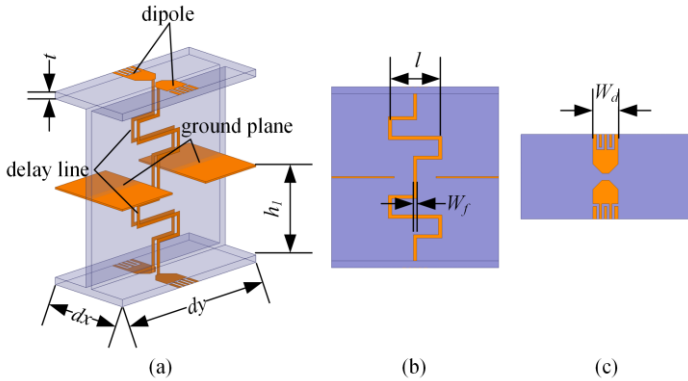 dipole
t
ground plane
delay line
h1
dx
dy
(a)
l
Wf
(b)
Wd
(c)